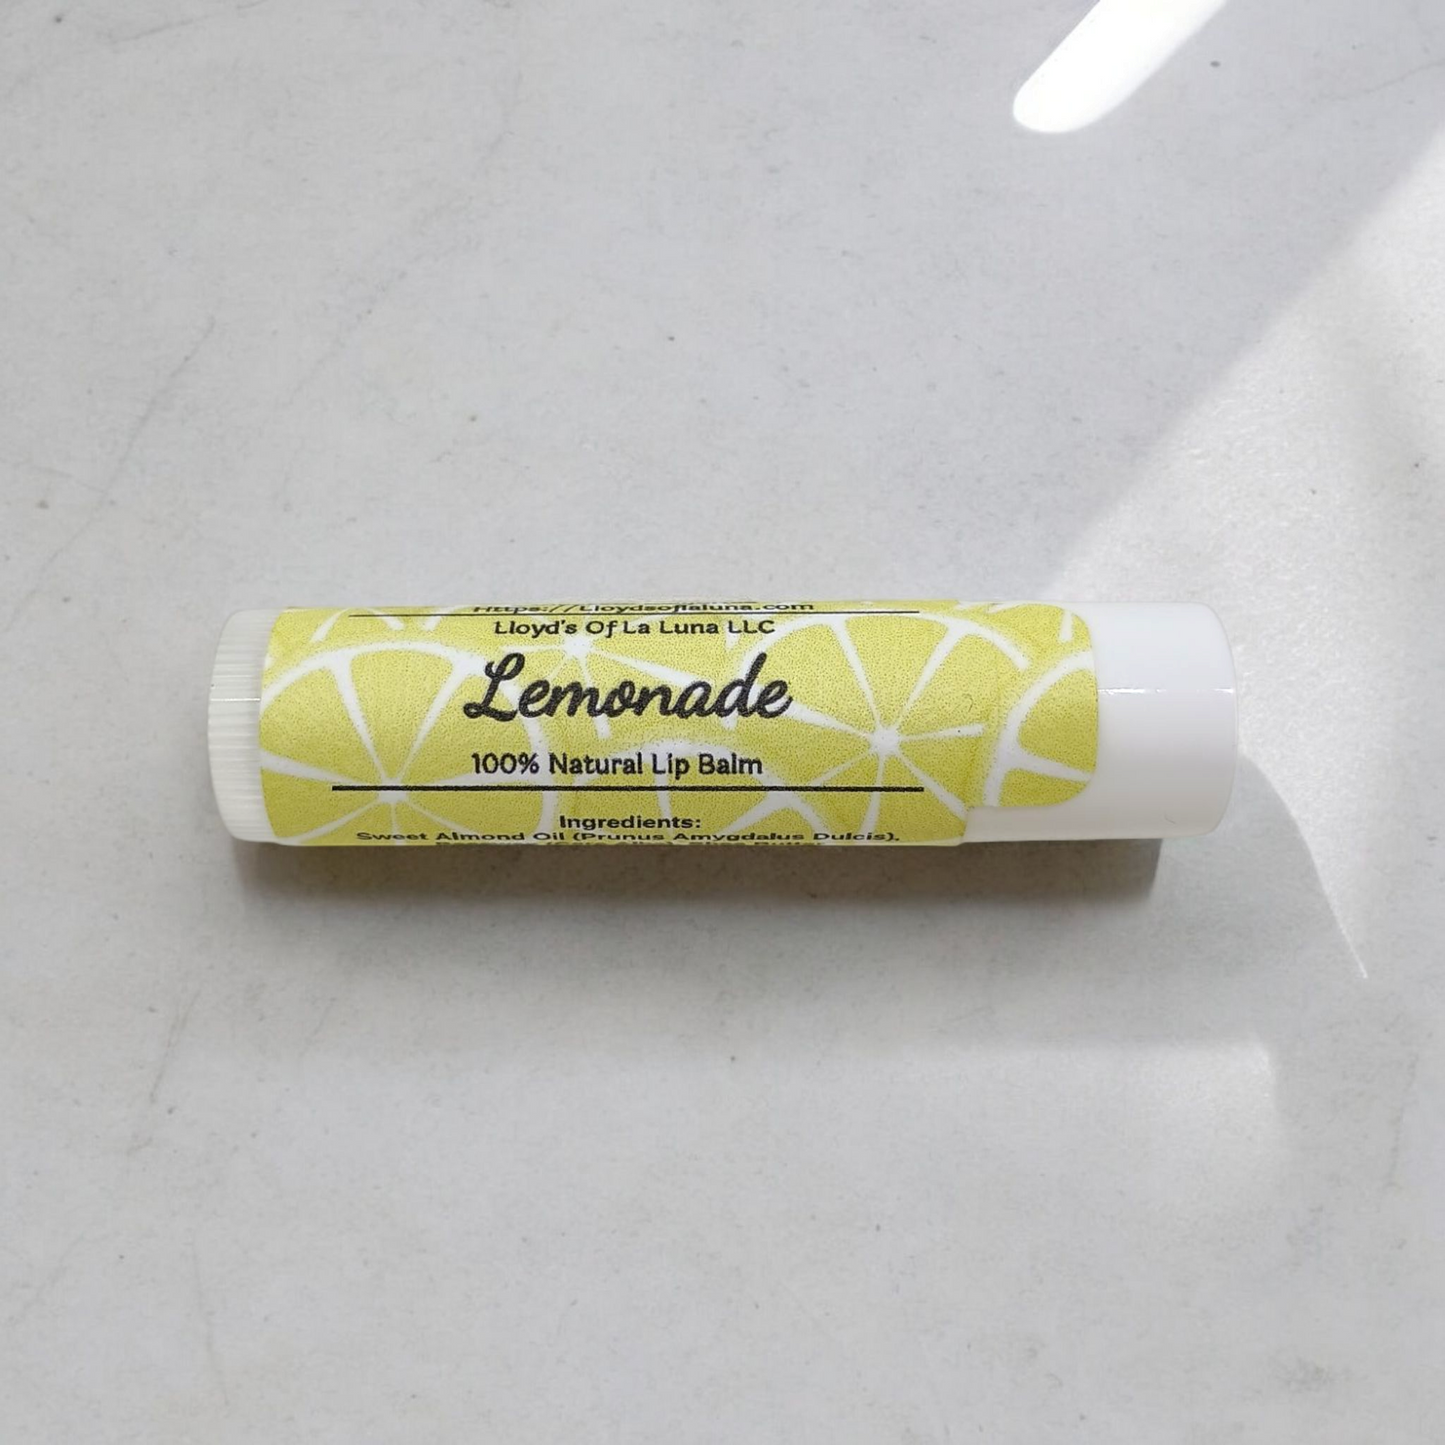 Https://Lloydsoflaluna.com
Lloyd's Of La Luna LLC
Lemonade
100% Natural Lip Balm
Ingredients:
Sweet Almond Oil (Prunus Amygdalus Dulcis),